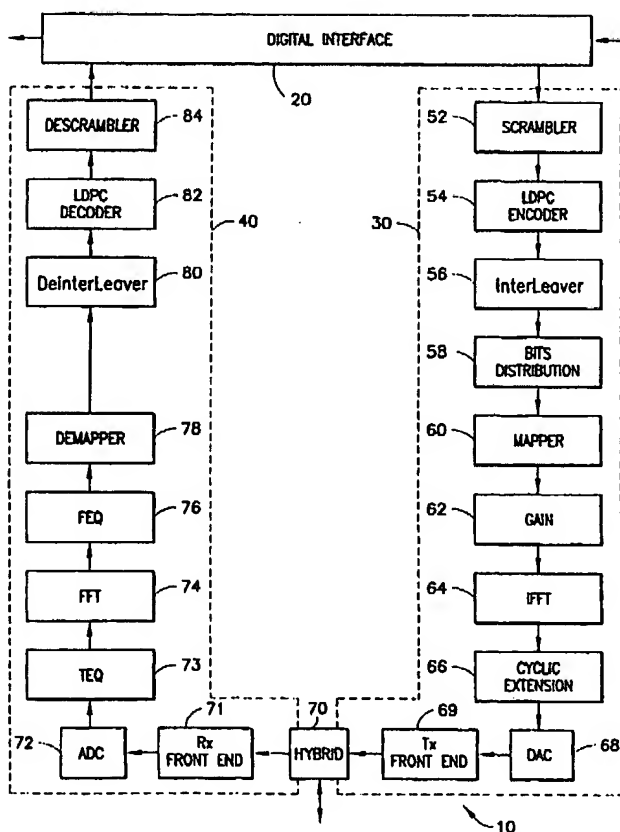 DIGITAL INTERFACE
20
DESCRAMBLER
84
LDPC
DECODER
82
40
DeinterLeaver
80
DEMAPPER
78
FEQ
76
FFT
74
TEQ
73
72
ADC
71
Rx
FRONT END
70
HYBRID
30
52
SCRAMBLER
54
LDPC
ENCODER
56
InterLeaver
58
BITS
DISTRIBUTION
60
MAPPER
62
GAIN
64
IFFT
66
CYCLIC
EXTENSION
69
Tx
FRONT END
DAC
68
10